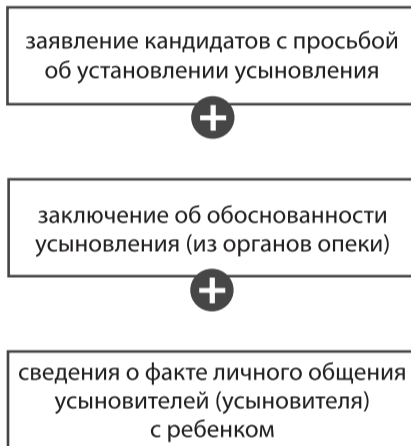 заявление кандидатов с просьбой
об установлении усыновления
+
заключение об обоснованности
усыновления (из органов опеки)
+
сведения о факте личного общения
усыновителей (усыновителя)
с ребенком